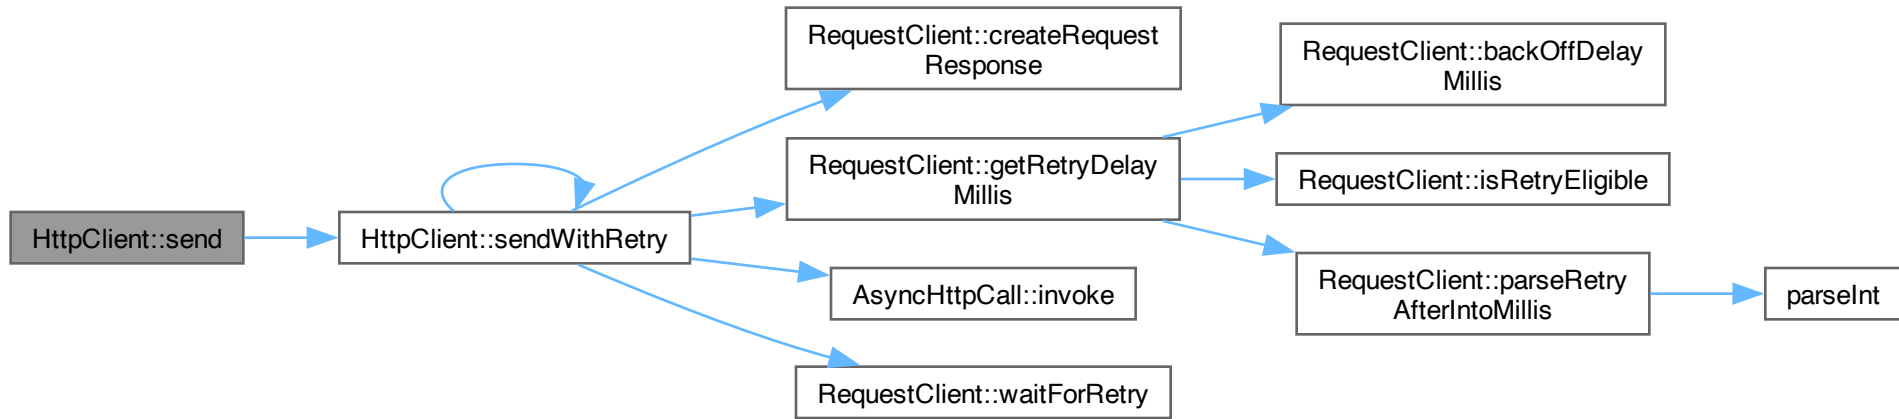 HttpClient::send
HttpClient::sendWithRetry
RequestClient::createRequest
Response
RequestClient::getRetryDelay
Millis
AsyncHttpCall::invoke
RequestClient::waitForRetry
RequestClient::backOffDelay
Millis
RequestClient::isRetryEligible
RequestClient::parseRetry
AfterIntoMillis
parseInt